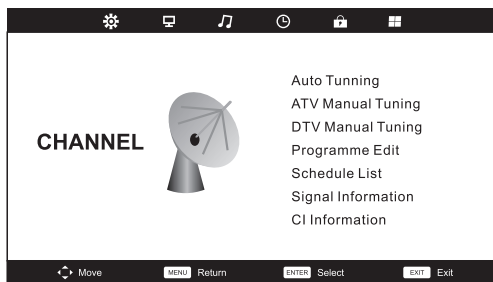 CHANNEL
Auto Tunning
ATV Manual Tuning
DTV Manual Tuning
Programme Edit
Schedule List
Signal Information
CI Information
Move MENU Return ENTER Select EXIT Exit